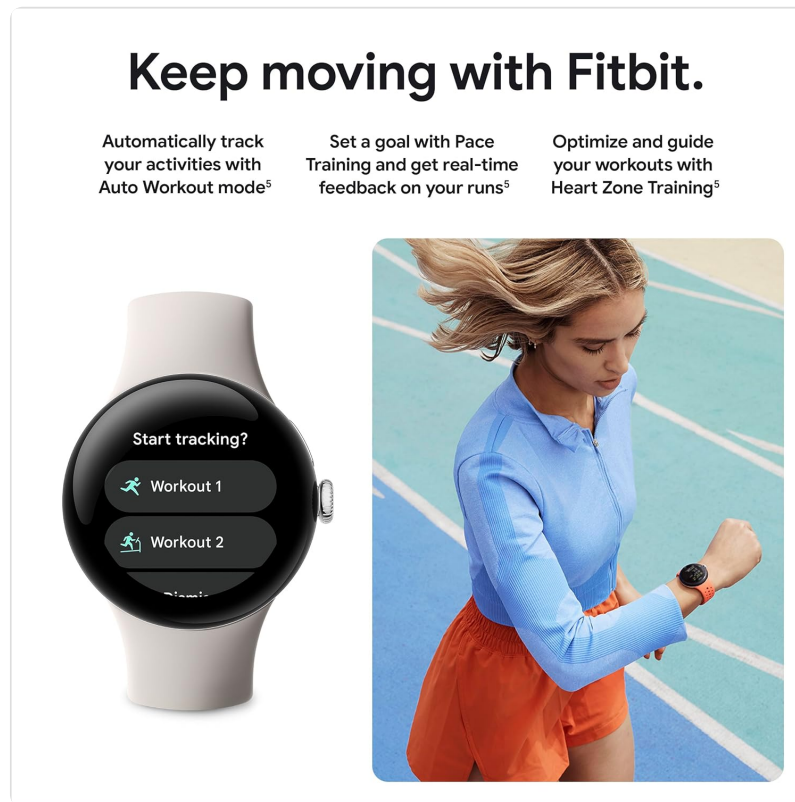 Keep moving with Fitbit.
Automatically track
your activities with
Auto Workout mode⁵
Set a goal with Pace
Training and get real-time
feedback on your runs⁵
Optimize and guide
your workouts with
Heart Zone Training⁵
Start tracking?
Workout 1
Workout 2